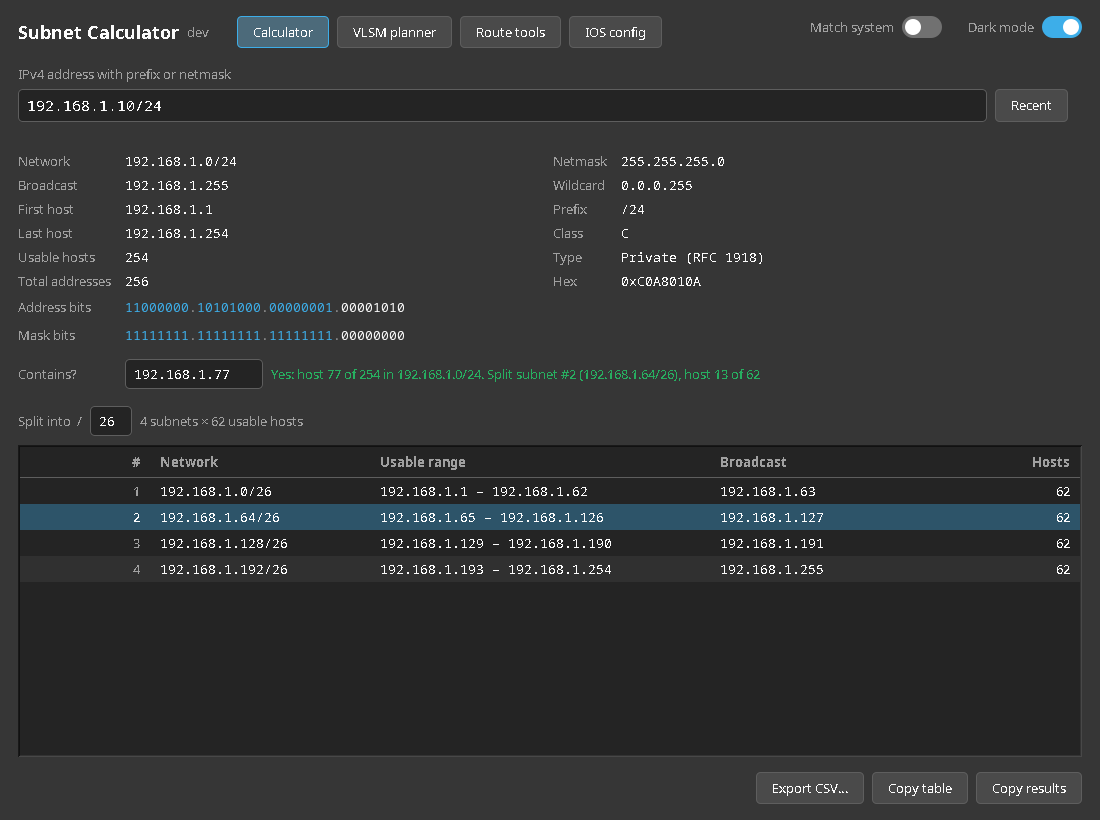 Subnet Calculator dev Calculator VLSM planner Route tools IOS config Match system Dark mode
IPv4 address with prefix or netmask
192.168.1.10/24 Recent
Network 192.168.1.0/24 Netmask 255.255.255.0
Broadcast 192.168.1.255 Wildcard 0.0.0.255
First host 192.168.1.1 Prefix /24
Last host 192.168.1.254 Class C
Usable hosts 254 Type Private (RFC 1918)
Total addresses 256 Hex 0xC0A8010A
Address bits 11000000.10101000.00000001.00001010
Mask bits 11111111.11111111.11111111.00000000
Contains? 192.168.1.77 Yes: host 77 of 254 in 192.168.1.0/24. Split subnet #2 (192.168.1.64/26), host 13 of 62
Split into / 26 4 subnets × 62 usable hosts
# Network Usable range Broadcast Hosts
1 192.168.1.0/26 192.168.1.1 – 192.168.1.62 192.168.1.63 62
2 192.168.1.64/26 192.168.1.65 – 192.168.1.126 192.168.1.127 62
3 192.168.1.128/26 192.168.1.129 – 192.168.1.190 192.168.1.191 62
4 192.168.1.192/26 192.168.1.193 – 192.168.1.254 192.168.1.255 62
Export CSV... Copy table Copy results